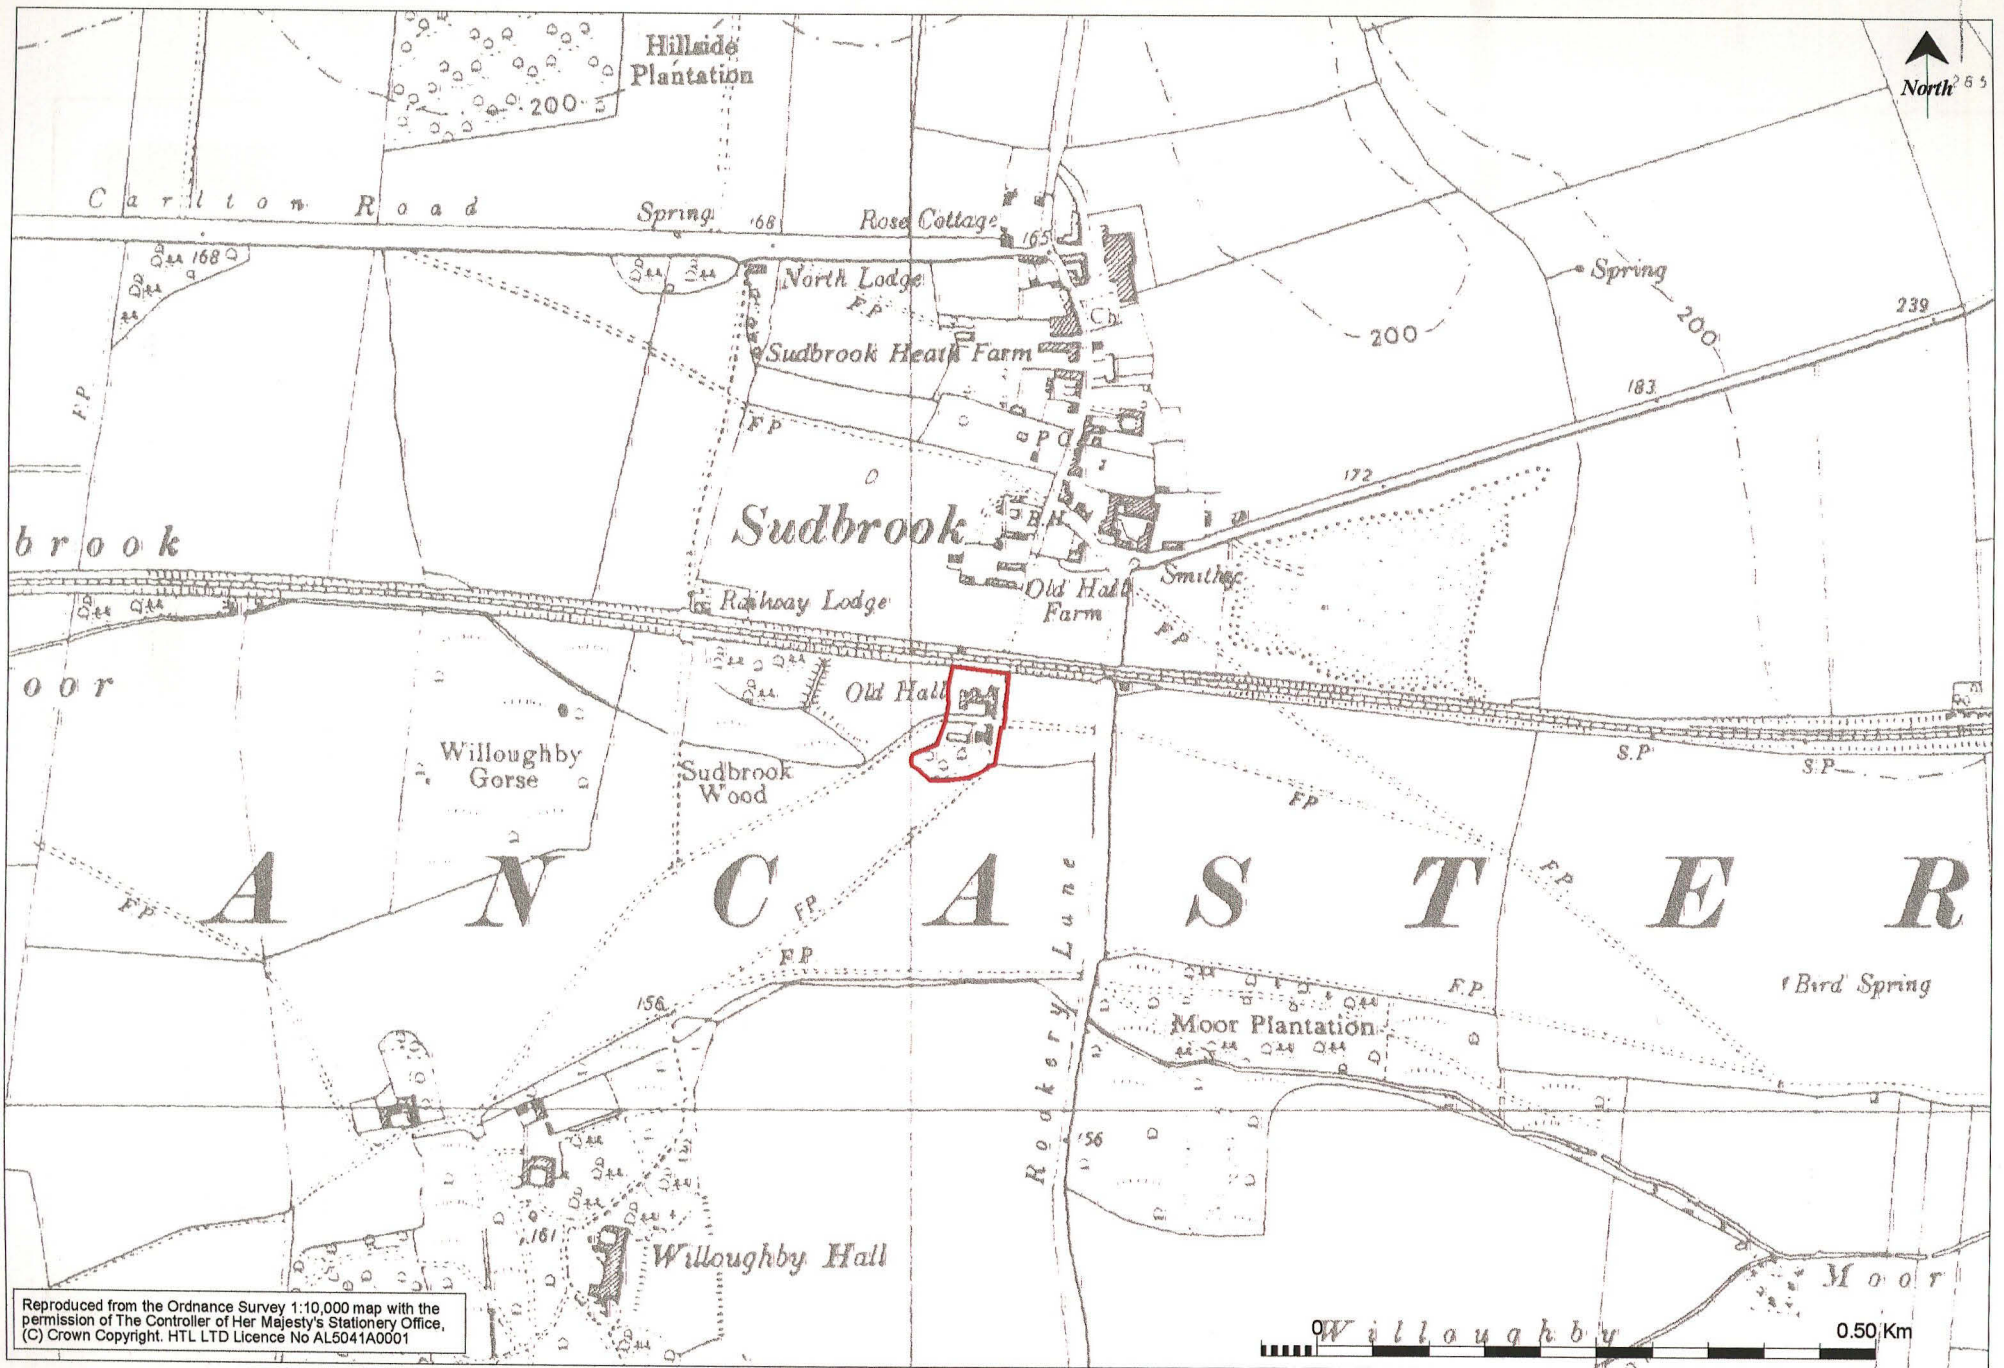 Hillside
Plantation
North
285
200
Carlton Road
Spring
168
Rose Cottage
165
168
North Lodge
F.P
Spring
200
200
239
Sudbrook Heath Farm
183
F.P
F.P
P O
172
Sudbrook
B H
brook
Old Hall
Farm
Smithy
Railway Lodge
F.P
oor
Old Hall
Willoughby
Gorse
Sudbrook
Wood
S.P
S.P
F.P
ANCASTER
F.P
F.P
F.P
F.P
F.P
Bird Spring
156
Moor Plantation
Rookery Lane
156
161
Willoughby Hall
Moor
Willoughby
Reproduced from the Ordnance Survey 1:10,000 map with the
permission of The Controller of Her Majesty's Stationery Office,
(C) Crown Copyright. HTL LTD Licence No AL5041A0001
0
0.50 Km